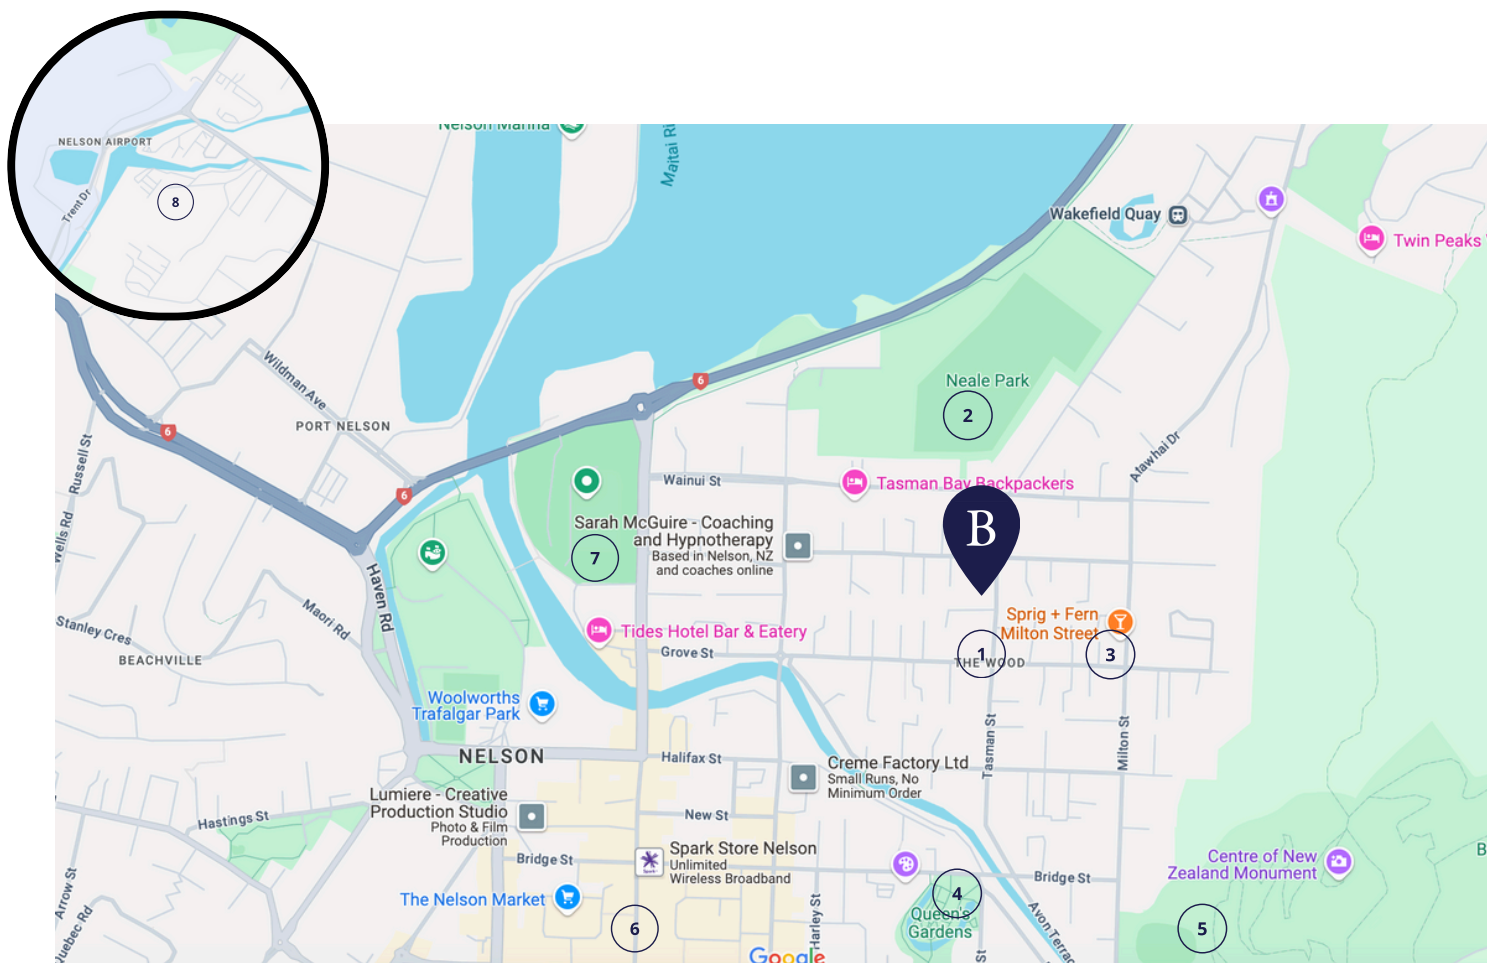 NELSON AIRPORT
Trent Dr
8
Nelson Marina
Maitai Ri
Wakefield Quay
Twin Peaks
6
Wildman Ave
PORT NELSON
6
6
Russell St
Wells Rd
Neale Park
2
Atawhai Dr
Wainui St
Tasman Bay Backpackers
B
Sarah McGuire - Coaching
and Hypnotherapy
Based in Nelson, NZ
and coaches online
7
Haven Rd
Maori Rd
Stanley Cres
BEACHVILLE
Tides Hotel Bar & Eatery
Grove St
Sprig + Fern
Milton Street
1
THE WOOD
3
Woolworths
Trafalgar Park
NELSON
Halifax St
Tasman St
Milton St
Creme Factory Ltd
Small Runs, No
Minimum Order
Lumiere - Creative
Production Studio
Photo & Film
Production
Hastings St
New St
Bridge St
Spark Store Nelson
Unlimited
Wireless Broadband
Centre of New
Zealand Monument
B
Bridge St
The Nelson Market
Arrow St
Quebec Rd
6
Harley St
4
Queen's
Gardens
St
Avon Terrac
5
Google